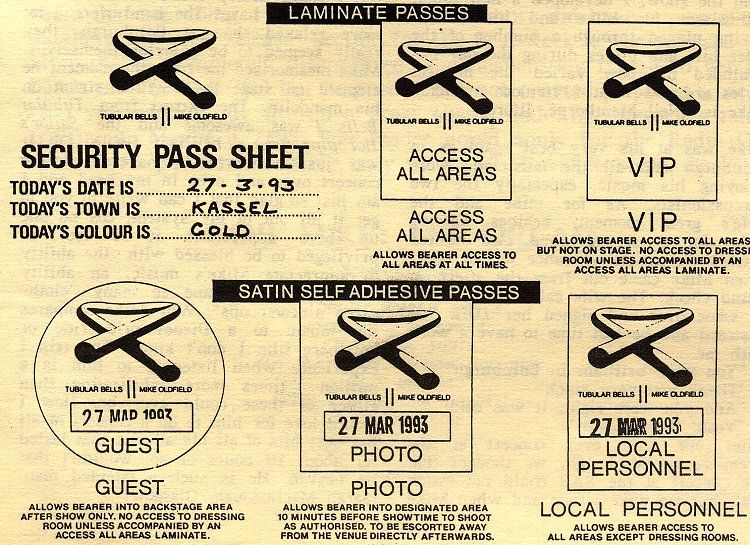 LAMINATE PASSES
TUBULAR BELLS || MIKE OLDFIELD
SECURITY PASS SHEET
TODAY'S DATE IS 27-3-93
TODAY'S TOWN IS KASSEL
TODAY'S COLOUR IS GOLD
TUBULAR BELLS || MIKE OLDFIELD
ACCESS
ALL AREAS
ACCESS
ALL AREAS
ALLOWS BEARER ACCESS TO
ALL AREAS AT ALL TIMES.
TUBULAR BELLS || MIKE OLDFIELD
VIP
VIP
ALLOWS BEARER ACCESS TO ALL AREAS
BUT NOT ON STAGE. NO ACCESS TO DRESSI
ROOM UNLESS ACCOMPANIED BY AN
ACCESS ALL AREAS LAMINATE.
SATIN SELF ADHESIVE PASSES
TUBULAR BELLS || MIKE OLDFIELD
27 MAR 1993
GUEST
GUEST
ALLOWS BEARER INTO BACKSTAGE AREA
AFTER SHOW ONLY. NO ACCESS TO DRESSING
ROOM UNLESS ACCOMPANIED BY AN
ACCESS ALL AREAS LAMINATE.
TUBULAR BELLS || MIKE OLDFIELD
27 MAR 1993
PHOTO
PHOTO
ALLOWS BEARER INTO DESIGNATED AREA
10 MINUTES BEFORE SHOWTIME TO SHOOT
AS AUTHORISED. TO BE ESCORTED AWAY
FROM THE VENUE DIRECTLY AFTERWARDS.
TUBULAR BELLS || MIKE OLDFIELD
27 MAR 1993
LOCAL
PERSONNEL
LOCAL PERSONNEL
ALLOWS BEARER ACCESS TO
ALL AREAS EXCEPT DRESSING ROOMS.